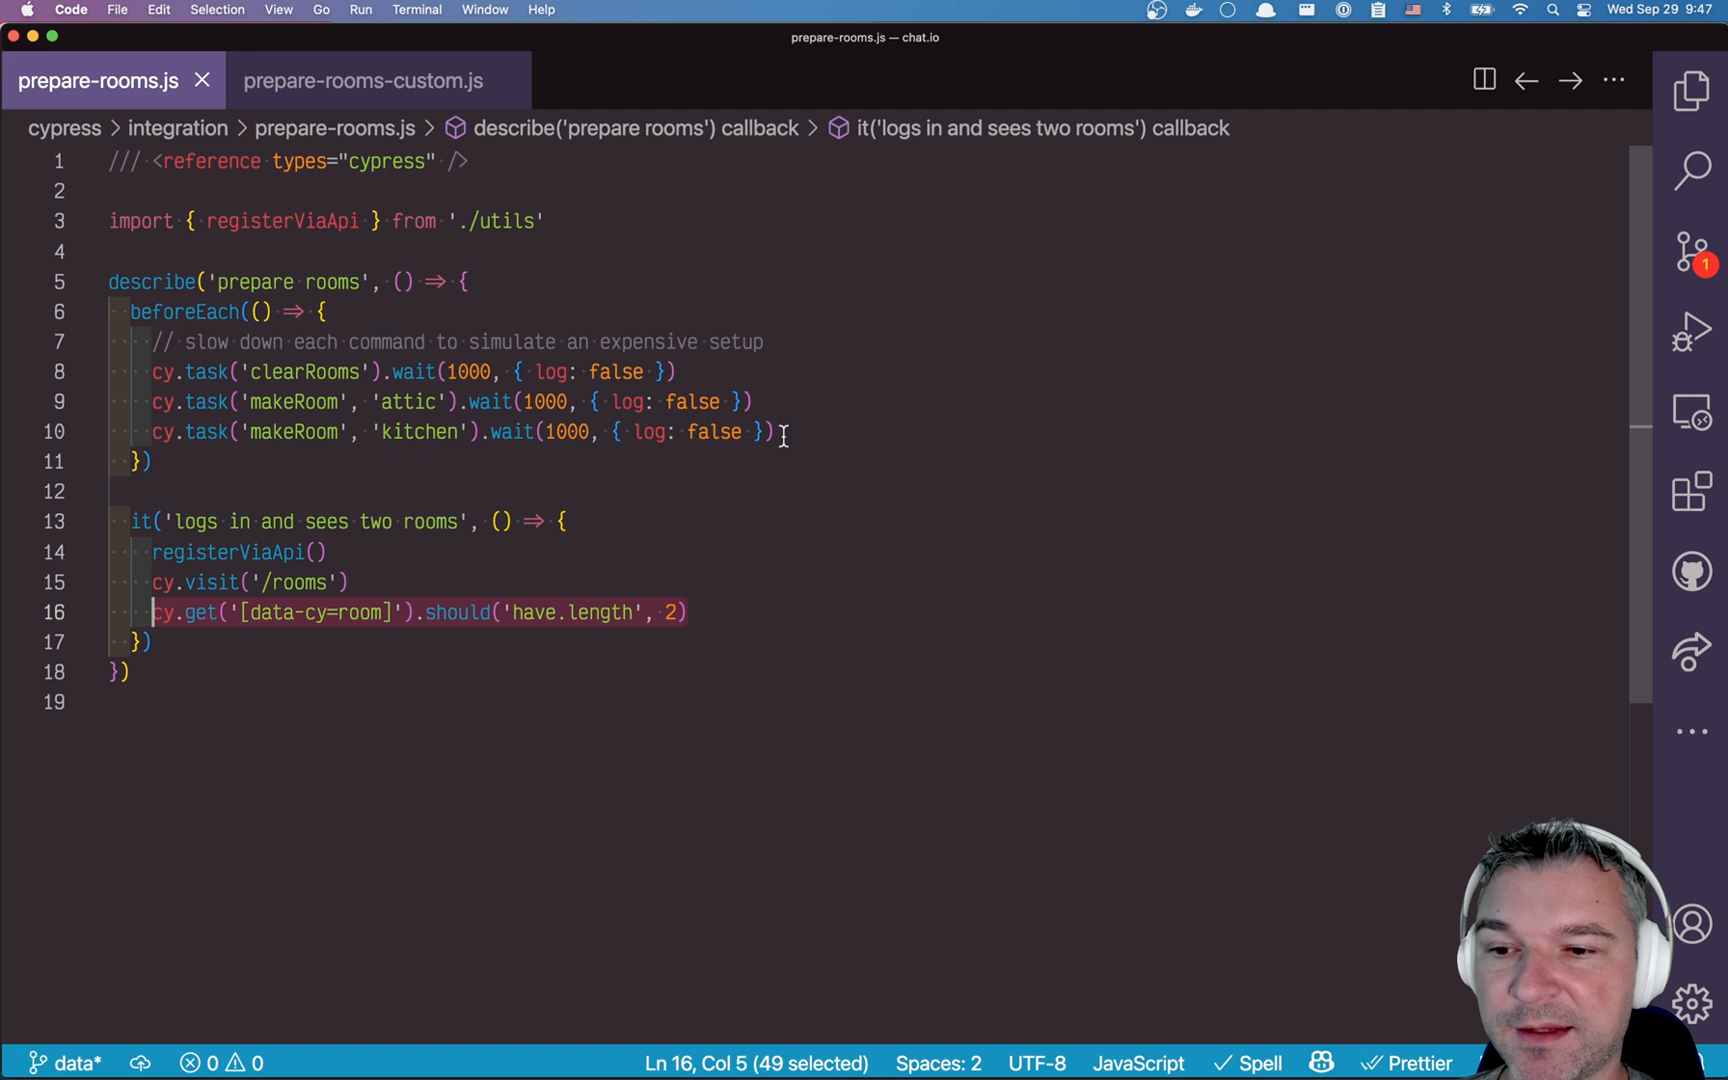 Code File Edit Selection View Go Run Terminal Window Help Wed Sep 29 9:47
prepare-rooms.js — chat.io
prepare-rooms.js prepare-rooms-custom.js
cypress > integration > prepare-rooms.js > describe('prepare rooms') callback > it('logs in and sees two rooms') callback
1 /// <reference types="cypress" />
2
3 import { registerViaApi } from './utils'
4
5 describe('prepare rooms', () => {
6 beforeEach(() => {
7 // slow down each command to simulate an expensive setup
8 cy.task('clearRooms').wait(1000, { log: false })
9 cy.task('makeRoom', 'attic').wait(1000, { log: false })
10 cy.task('makeRoom', 'kitchen').wait(1000, { log: false })
11 })
12
13 it('logs in and sees two rooms', () => {
14 registerViaApi()
15 cy.visit('/rooms')
16 cy.get('[data-cy=room]').should('have.length', 2)
17 })
18 })
19
1
data* 0 0 Ln 16, Col 5 (49 selected) Spaces: 2 UTF-8 JavaScript Spell Prettier